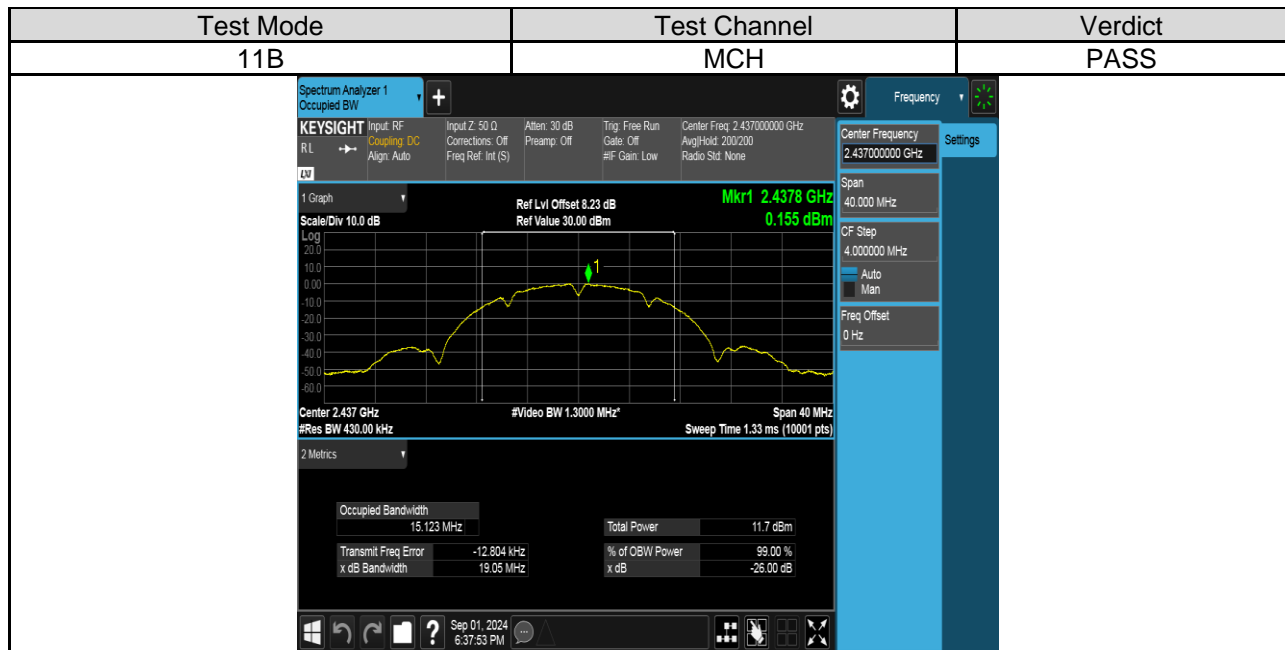 Test Mode Test Channel Verdict
11B MCH PASS
Spectrum Analyzer 1
Occupied BW
+
Frequency
KEYSIGHT
RL
LXI
Input: RF
Coupling: DC
Align: Auto
Input Z: 50 Ω
Corrections: Off
Freq Ref: Int (S)
Atten: 30 dB
Preamp: Off
Trig: Free Run
Gate: Off
#IF Gain: Low
Center Freq: 2.437000000 GHz
Avg|Hold: 200/200
Radio Std: None
Center Frequency
2.437000000 GHz
Settings
Span
40.000 MHz
CF Step
4.000000 MHz
Auto
Man
Freq Offset
0 Hz
1 Graph
Scale/Div 10.0 dB
Ref Lvl Offset 8.23 dB
Ref Value 30.00 dBm
Mkr1 2.4378 GHz
0.155 dBm
Log
20.0
10.0
0.00
-10.0
-20.0
-30.0
-40.0
-50.0
-60.0
1
Center 2.437 GHz #Video BW 1.3000 MHz* Span 40 MHz
#Res BW 430.00 kHz Sweep Time 1.33 ms (10001 pts)
2 Metrics
Occupied Bandwidth
15.123 MHz
Total Power 11.7 dBm
Transmit Freq Error -12.804 kHz % of OBW Power 99.00 %
x dB Bandwidth 19.05 MHz x dB -26.00 dB
?
Sep 01, 2024
6:37:53 PM